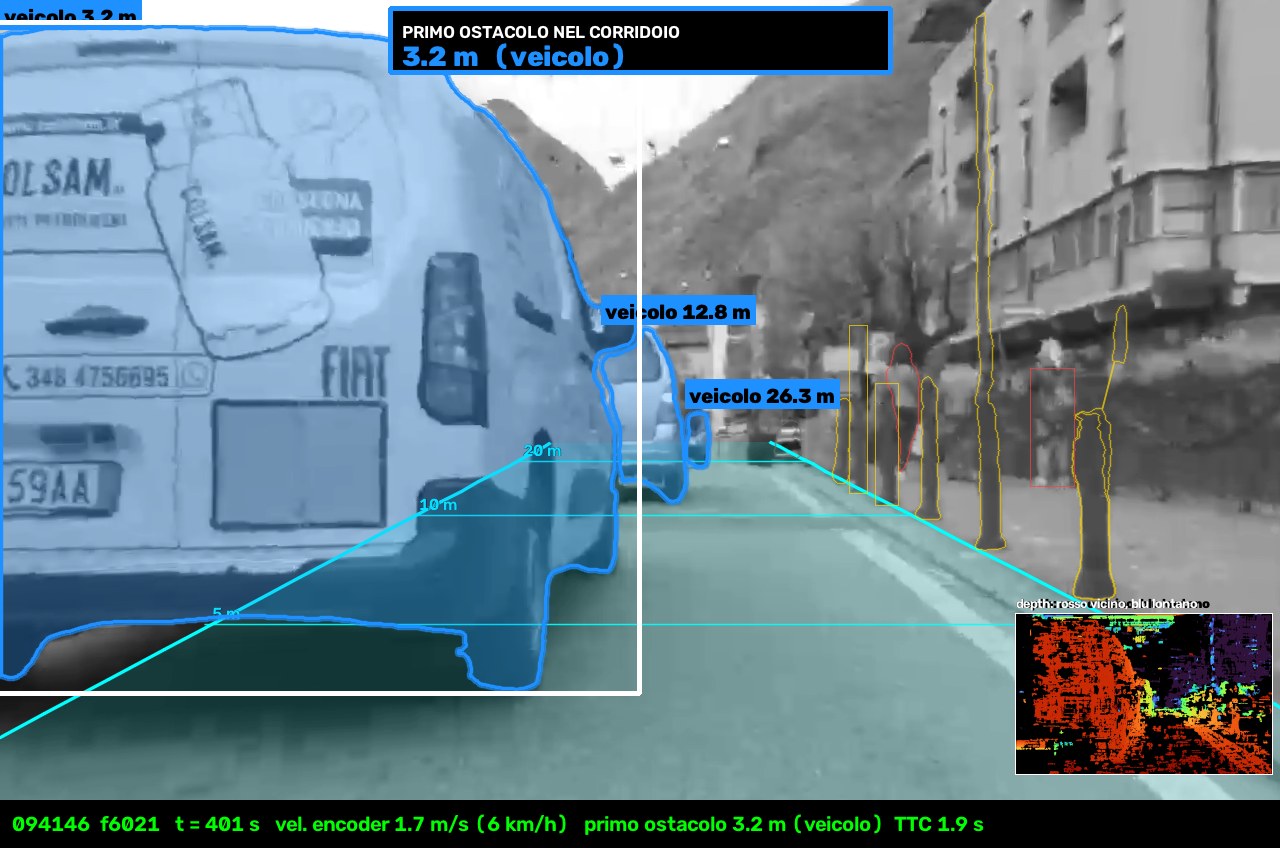 veicolo 3.2 m
PRIMO OSTACOLO NEL CORRIDOIO
3.2 m (veicolo)
OLSAM
COLSAM
348 4756695
FIAT
59AA
P
veicolo 12.8 m
veicolo 26.3 m
20 m
10 m
5 m
depth: rosso vicino, blu lontano
094146 f6021 t = 401 s vel. encoder 1.7 m/s (6 km/h) primo ostacolo 3.2 m (veicolo) TTC 1.9 s